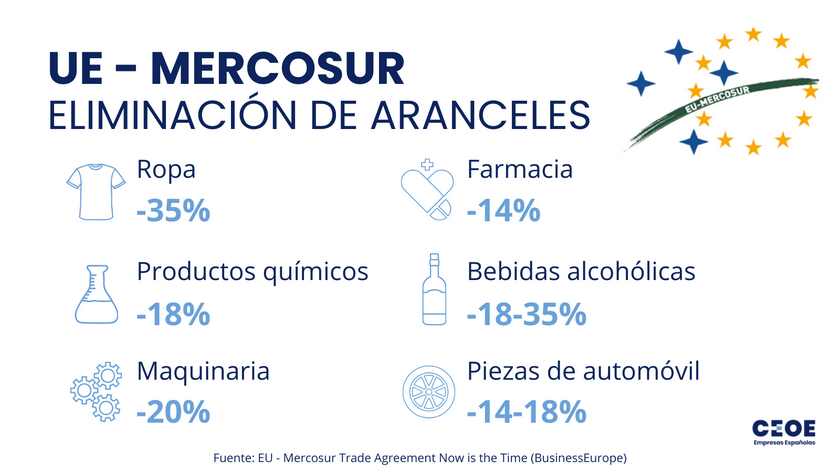 UE - MERCOSUR
ELIMINACIÓN DE ARANCELES
EU-MERCOSUR
Ropa
-35%
Farmacia
-14%
Productos químicos
-18%
Bebidas alcohólicas
-18-35%
Maquinaria
-20%
Piezas de automóvil
-14-18%
CEOE
Empresas Españolas
Fuente: EU - Mercosur Trade Agreement Now is the Time (BusinessEurope)